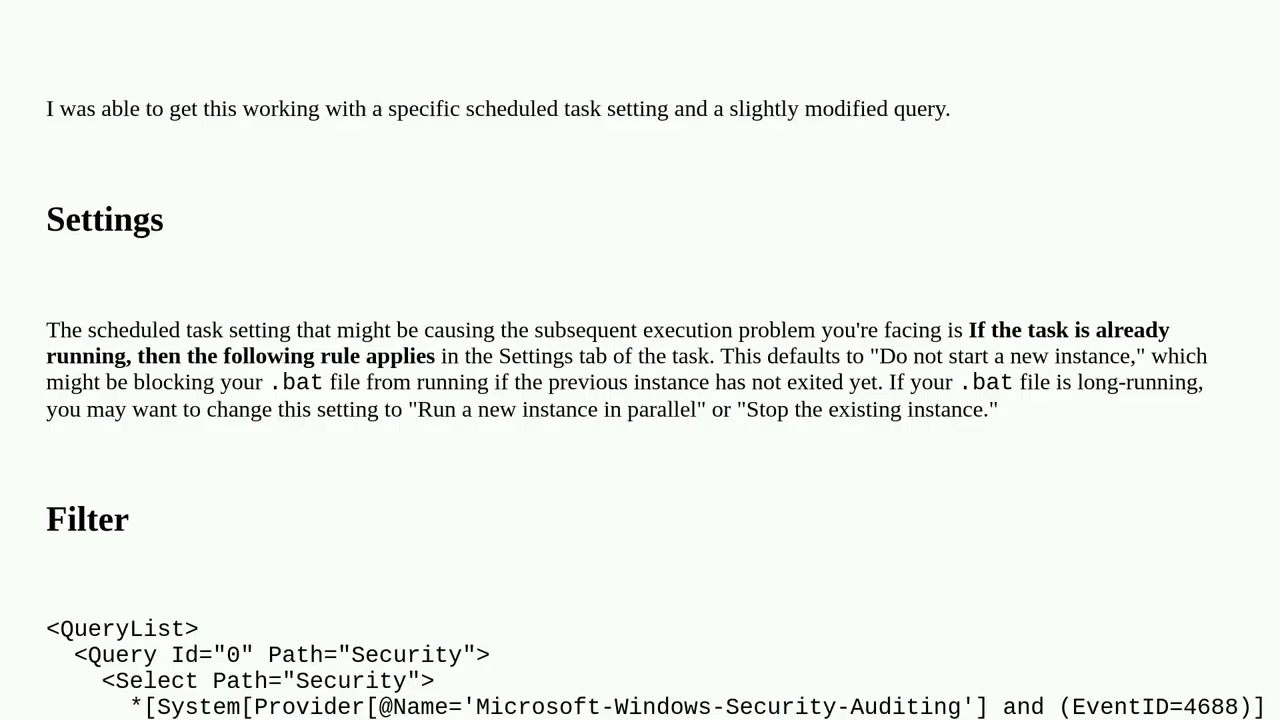 I was able to get this working with a specific scheduled task setting and a slightly modified query.
Settings
The scheduled task setting that might be causing the subsequent execution problem you're facing is If the task is already
running, then the following rule applies in the Settings tab of the task. This defaults to "Do not start a new instance," which
might be blocking your .bat file from running if the previous instance has not exited yet. If your .bat file is long-running,
you may want to change this setting to "Run a new instance in parallel" or "Stop the existing instance."
Filter
<QueryList>
  <Query Id="0" Path="Security">
    <Select Path="Security">
      *[System[Provider[@Name='Microsoft-Windows-Security-Auditing'] and (EventID=4688)]